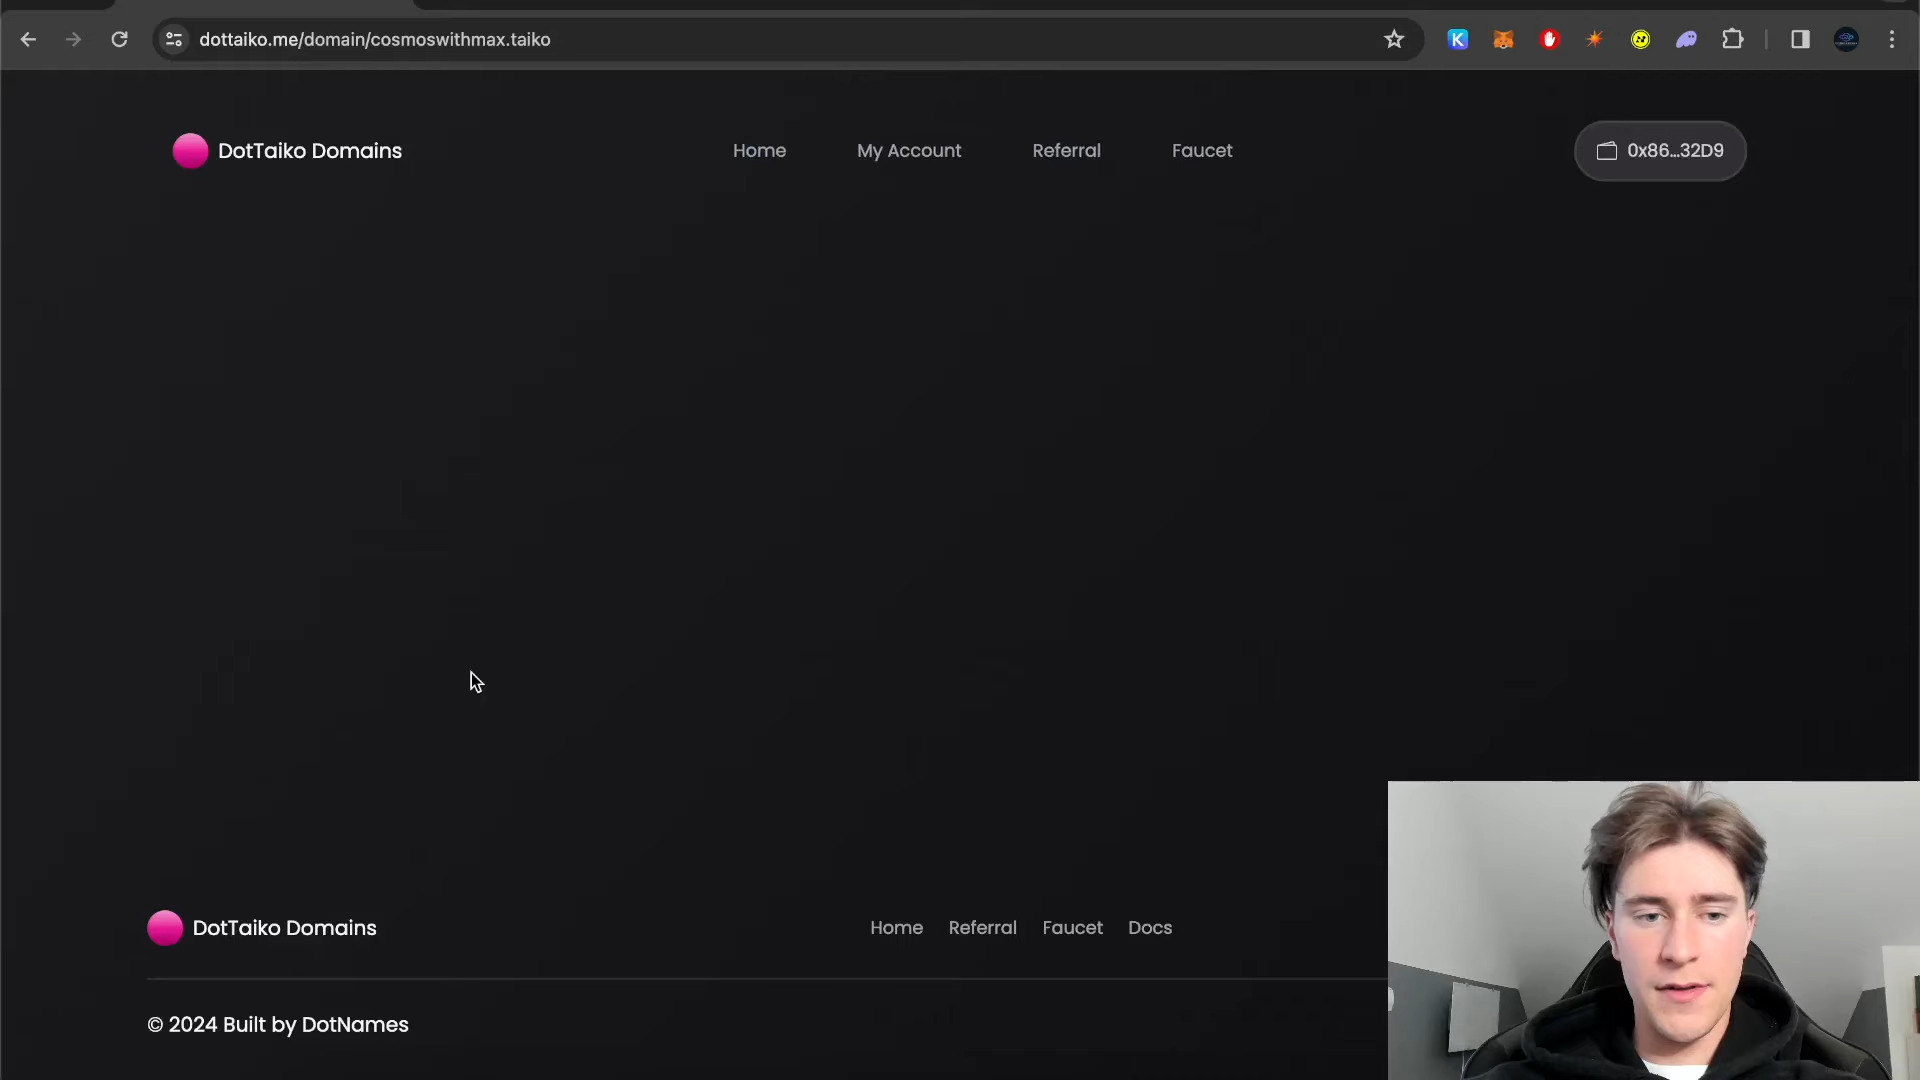 dottaiko.me/domain/cosmoswithmax.taiko
DotTaiko Domains
Home
My Account
Referral
Faucet
0x86...32D9
DotTaiko Domains
Home
Referral
Faucet
Docs
© 2024 Built by DotNames